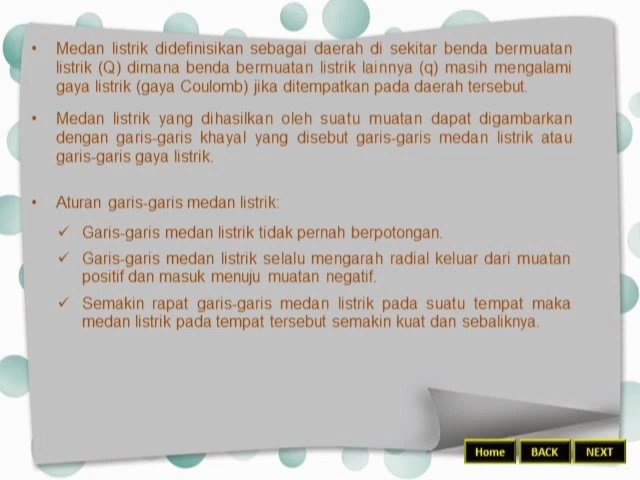 • Medan listrik didefinisikan sebagai daerah di sekitar benda bermuatan
listrik (Q) dimana benda bermuatan listrik lainnya (q) masih mengalami
gaya listrik (gaya Coulomb) jika ditempatkan pada daerah tersebut.
• Medan listrik yang dihasilkan oleh suatu muatan dapat digambarkan
dengan garis-garis khayal yang disebut garis-garis medan listrik atau
garis-garis gaya listrik.
• Aturan garis-garis medan listrik:
✓ Garis-garis medan listrik tidak pernah berpotongan.
✓ Garis-garis medan listrik selalu mengarah radial keluar dari muatan
positif dan masuk menuju muatan negatif.
✓ Semakin rapat garis-garis medan listrik pada suatu tempat maka
medan listrik pada tempat tersebut semakin kuat dan sebaliknya.
Home BACK NEXT